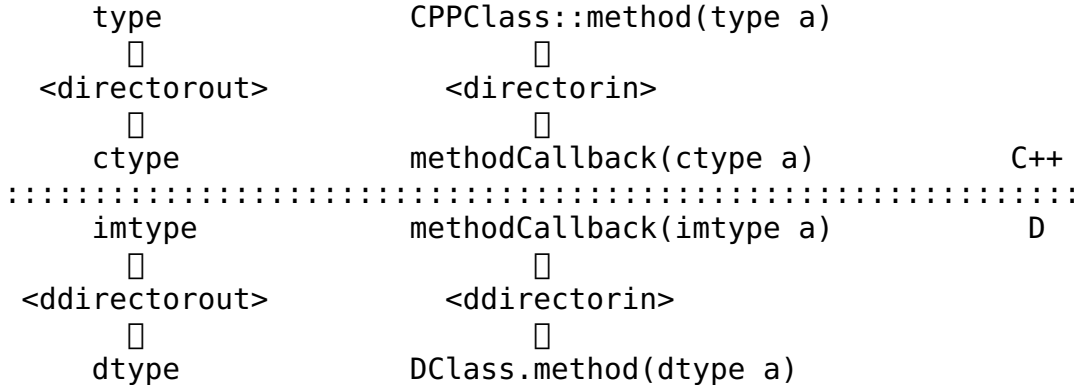 type CPPClass::method(type a)
▯ ▯
<directorout> <directorin>
▯ ▯
ctype methodCallback(ctype a) C++
::::::::::::::::::::::::::::::::::::::::::::::::::::::::::::::
imtype methodCallback(imtype a) D
▯ ▯
<ddirectorout> <ddirectorin>
▯ ▯
dtype DClass.method(dtype a)